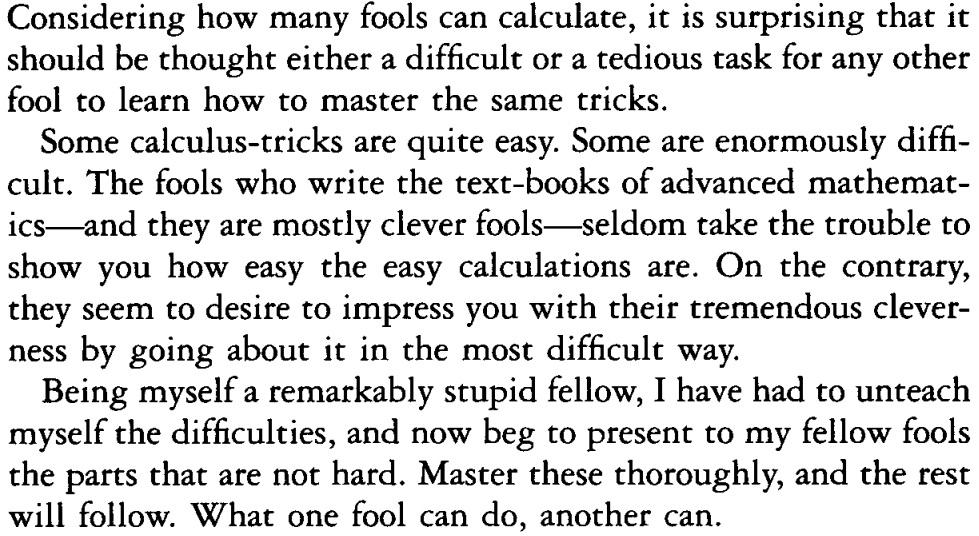 Considering how many fools can calculate, it is surprising that it
should be thought either a difficult or a tedious task for any other
fool to learn how to master the same tricks.
Some calculus-tricks are quite easy. Some are enormously diffi-
cult. The fools who write the text-books of advanced mathemat-
ics—and they are mostly clever fools—seldom take the trouble to
show you how easy the easy calculations are. On the contrary,
they seem to desire to impress you with their tremendous clever-
ness by going about it in the most difficult way.
Being myself a remarkably stupid fellow, I have had to unteach
myself the difficulties, and now beg to present to my fellow fools
the parts that are not hard. Master these thoroughly, and the rest
will follow. What one fool can do, another can.